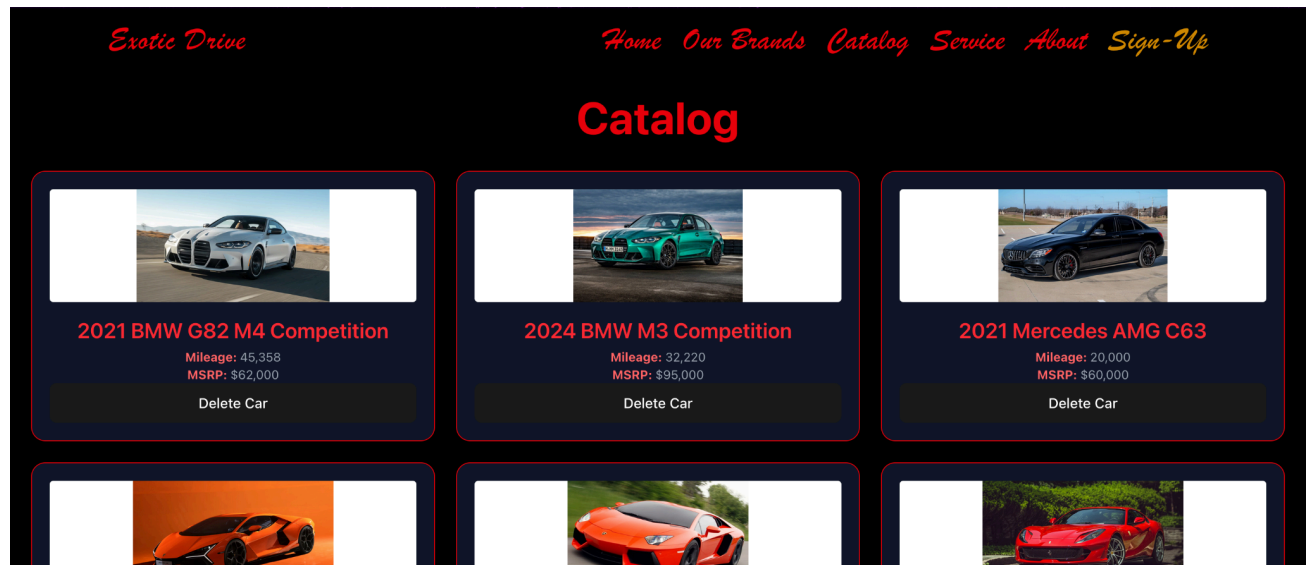 Exotic Drive Home Our Brands Catalog Service About Sign-Up
Catalog
2021 BMW G82 M4 Competition
Mileage: 45,358
MSRP: $62,000
Delete Car
2024 BMW M3 Competition
Mileage: 32,220
MSRP: $95,000
Delete Car
2021 Mercedes AMG C63
Mileage: 20,000
MSRP: $60,000
Delete Car